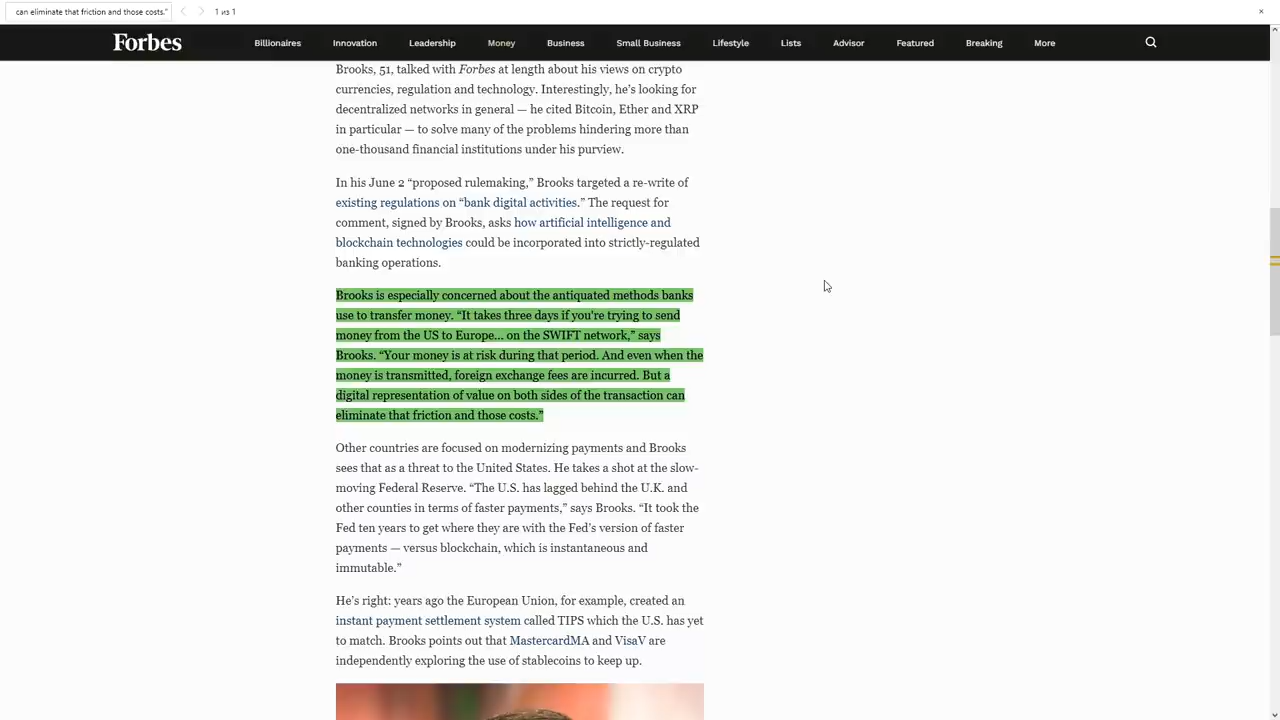 can eliminate that friction and those costs."
1 из 1
Forbes
Billionaires Innovation Leadership Money Business Small Business Lifestyle Lists Advisor Featured Breaking More
Brooks, 51, talked with Forbes at length about his views on crypto
currencies, regulation and technology. Interestingly, he's looking for
decentralized networks in general — he cited Bitcoin, Ether and XRP
in particular — to solve many of the problems hindering more than
one-thousand financial institutions under his purview.
In his June 2 “proposed rulemaking,” Brooks targeted a re-write of
existing regulations on “bank digital activities.” The request for
comment, signed by Brooks, asks how artificial intelligence and
blockchain technologies could be incorporated into strictly-regulated
banking operations.
Brooks is especially concerned about the antiquated methods banks
use to transfer money. “It takes three days if you're trying to send
money from the US to Europe... on the SWIFT network,” says
Brooks. “Your money is at risk during that period. And even when the
money is transmitted, foreign exchange fees are incurred. But a
digital representation of value on both sides of the transaction can
eliminate that friction and those costs.”
Other countries are focused on modernizing payments and Brooks
sees that as a threat to the United States. He takes a shot at the slow-
moving Federal Reserve. “The U.S. has lagged behind the U.K. and
other counties in terms of faster payments,” says Brooks. “It took the
Fed ten years to get where they are with the Fed's version of faster
payments — versus blockchain, which is instantaneous and
immutable.”
He's right: years ago the European Union, for example, created an
instant payment settlement system called TIPS which the U.S. has yet
to match. Brooks points out that MastercardMA and VisaV are
independently exploring the use of stablecoins to keep up.